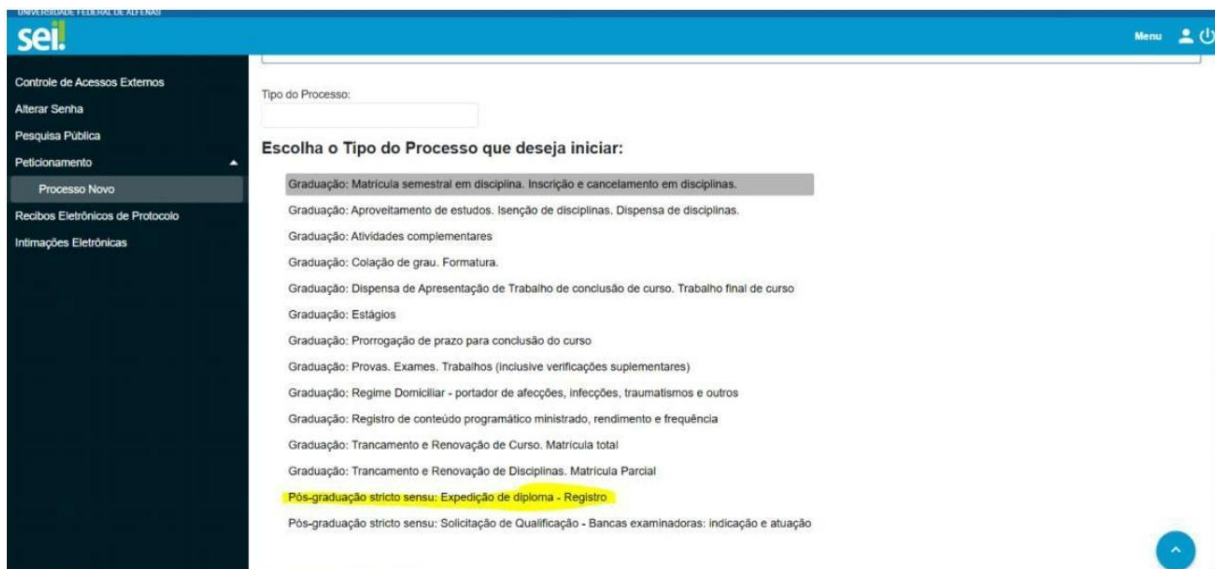 UNIVERSIDADE FEDERAL DE ALFENAS
sei!
Menu
Controle de Acessos Externos
Alterar Senha
Pesquisa Pública
Peticionamento
Processo Novo
Recibos Eletrônicos de Protocolo
Intimações Eletrônicas
Tipo do Processo:
Escolha o Tipo do Processo que deseja iniciar:
Graduação: Matrícula semestral em disciplina. Inscrição e cancelamento em disciplinas.
Graduação: Aproveitamento de estudos. Isenção de disciplinas. Dispensa de disciplinas.
Graduação: Atividades complementares
Graduação: Colação de grau. Formatura.
Graduação: Dispensa de Apresentação de Trabalho de conclusão de curso. Trabalho final de curso
Graduação: Estágios
Graduação: Prorrogação de prazo para conclusão do curso
Graduação: Provas. Exames. Trabalhos (inclusive verificações suplementares)
Graduação: Regime Domiciliar - portador de afecções, infecções, traumatismos e outros
Graduação: Registro de conteúdo programático ministrado, rendimento e frequência
Graduação: Trancamento e Renovação de Curso. Matrícula total
Graduação: Trancamento e Renovação de Disciplinas. Matrícula Parcial
Pós-graduação stricto sensu: Expedição de diploma - Registro
Pós-graduação stricto sensu: Solicitação de Qualificação - Bancas examinadoras: indicação e atuação